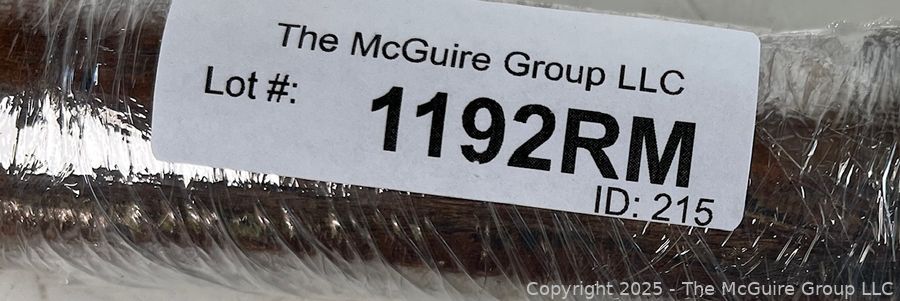 The McGuire Group LLC
Lot #:
1192RM
ID: 215
Copyright © 2025 - The McGuire Group LLC